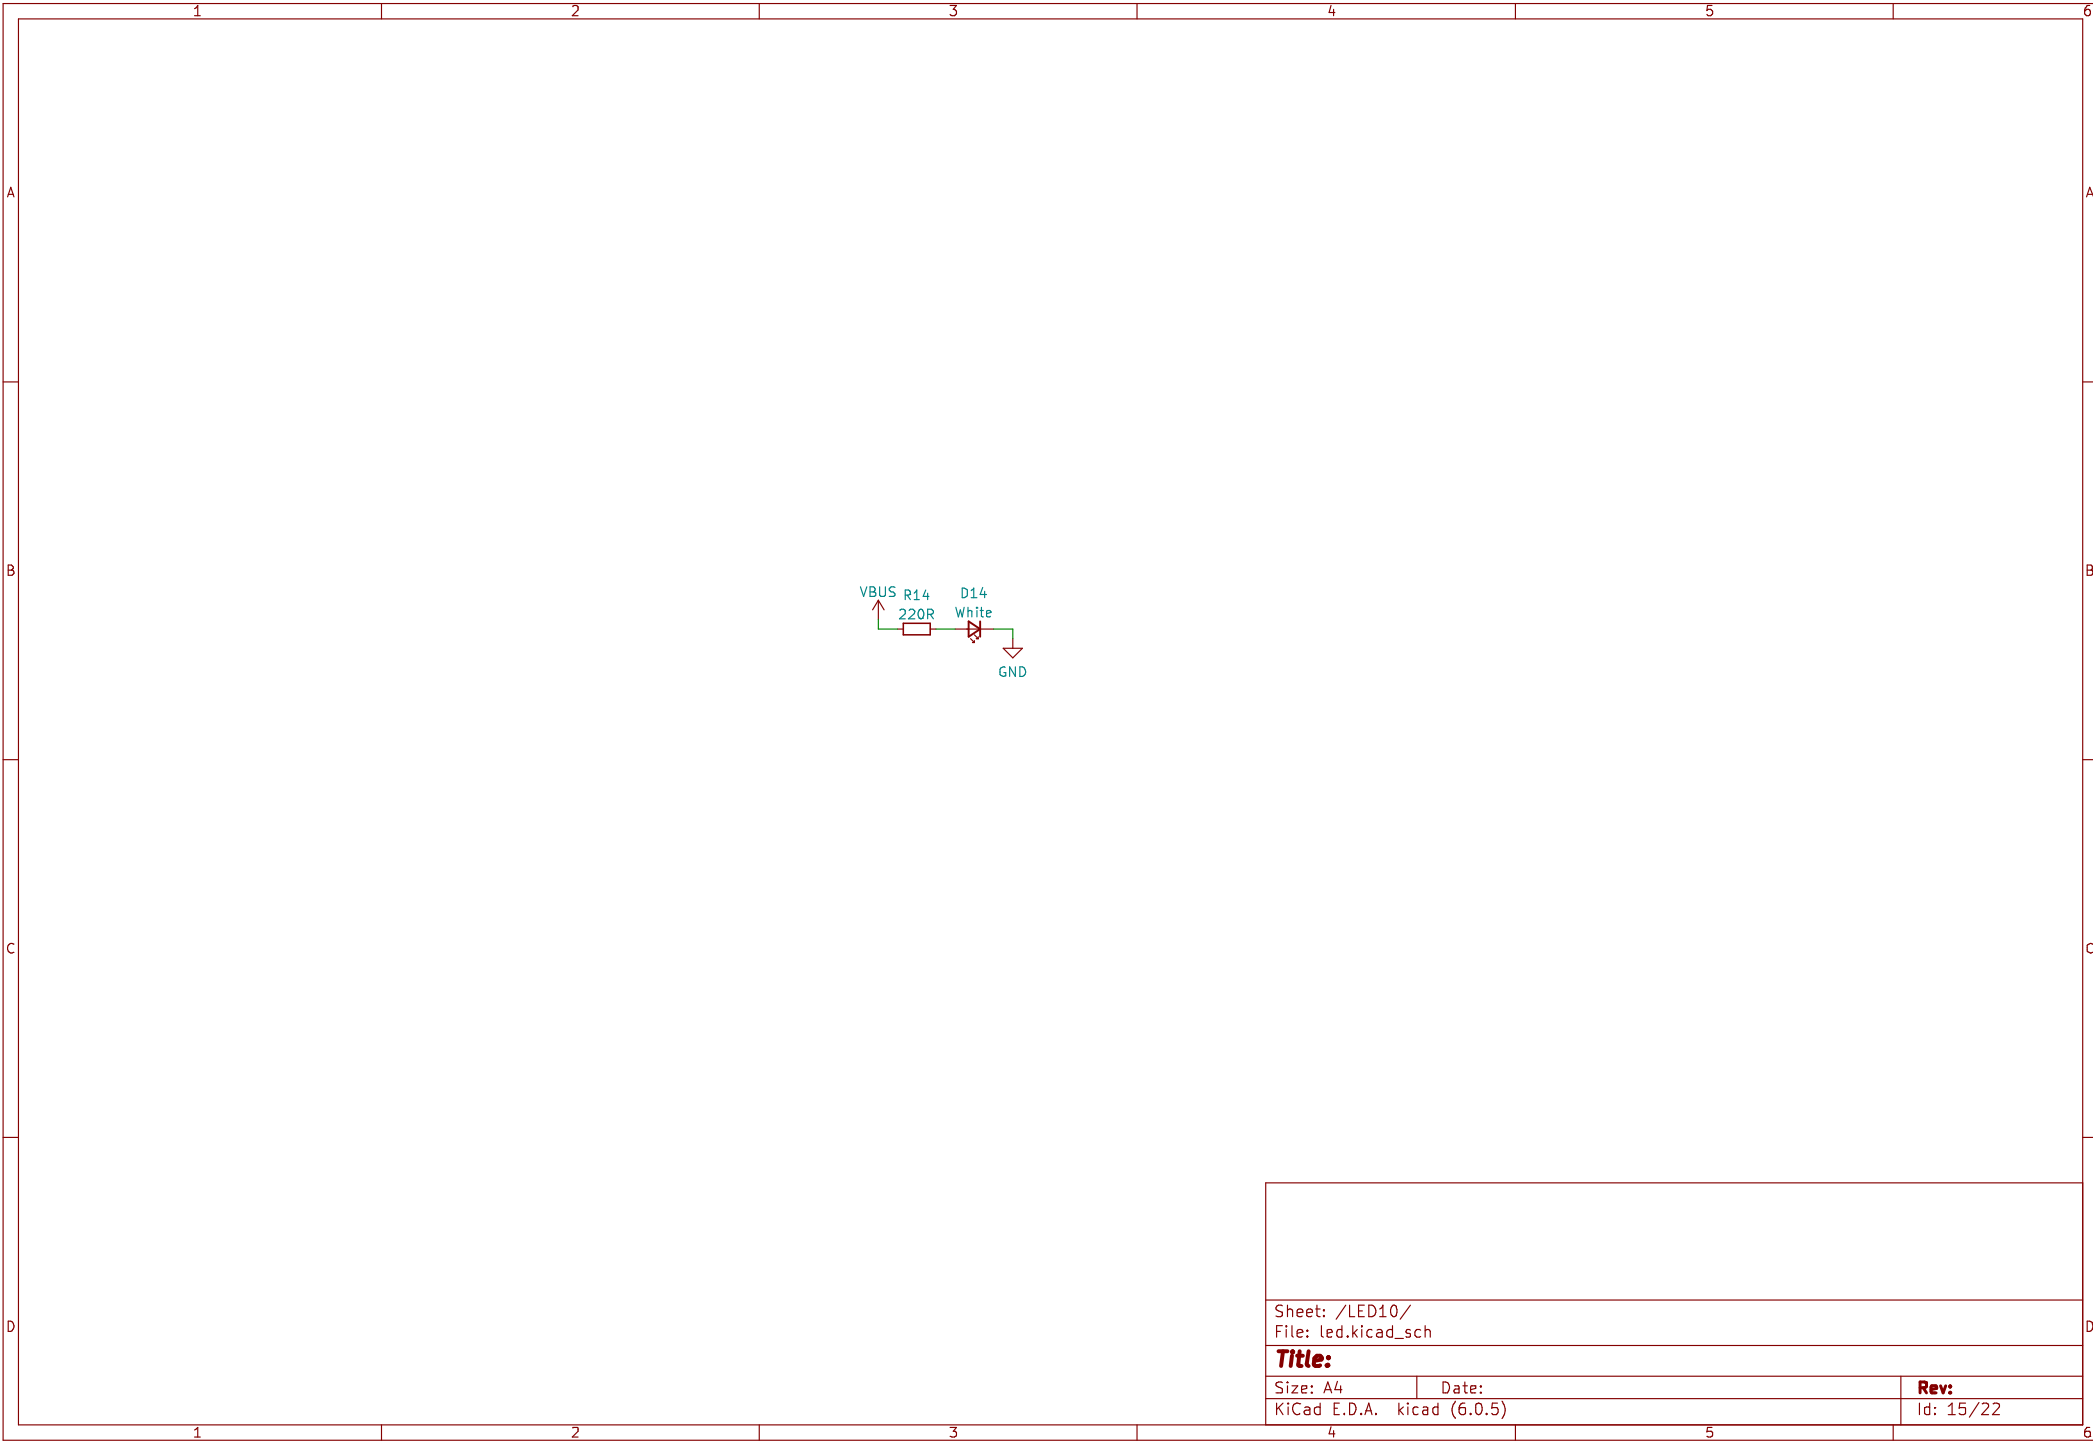 1 2 3 4 5 6
A A
B B
VBUS R14 D14
220R White
GND
C C
Sheet: /LED10/
File: led.kicad_sch
D D
Title:
Size: A4 Date: Rev:
KiCad E.D.A. kicad (6.0.5) Id: 15/22
1 2 3 4 5 6